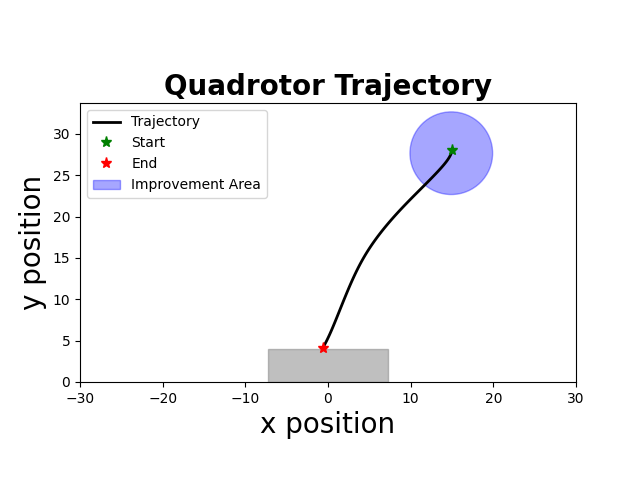 Quadrotor Trajectory
Trajectory
Start
End
Improvement Area
y position
30
25
20
15
10
5
0
−30
−20
−10
0
10
20
30
x position